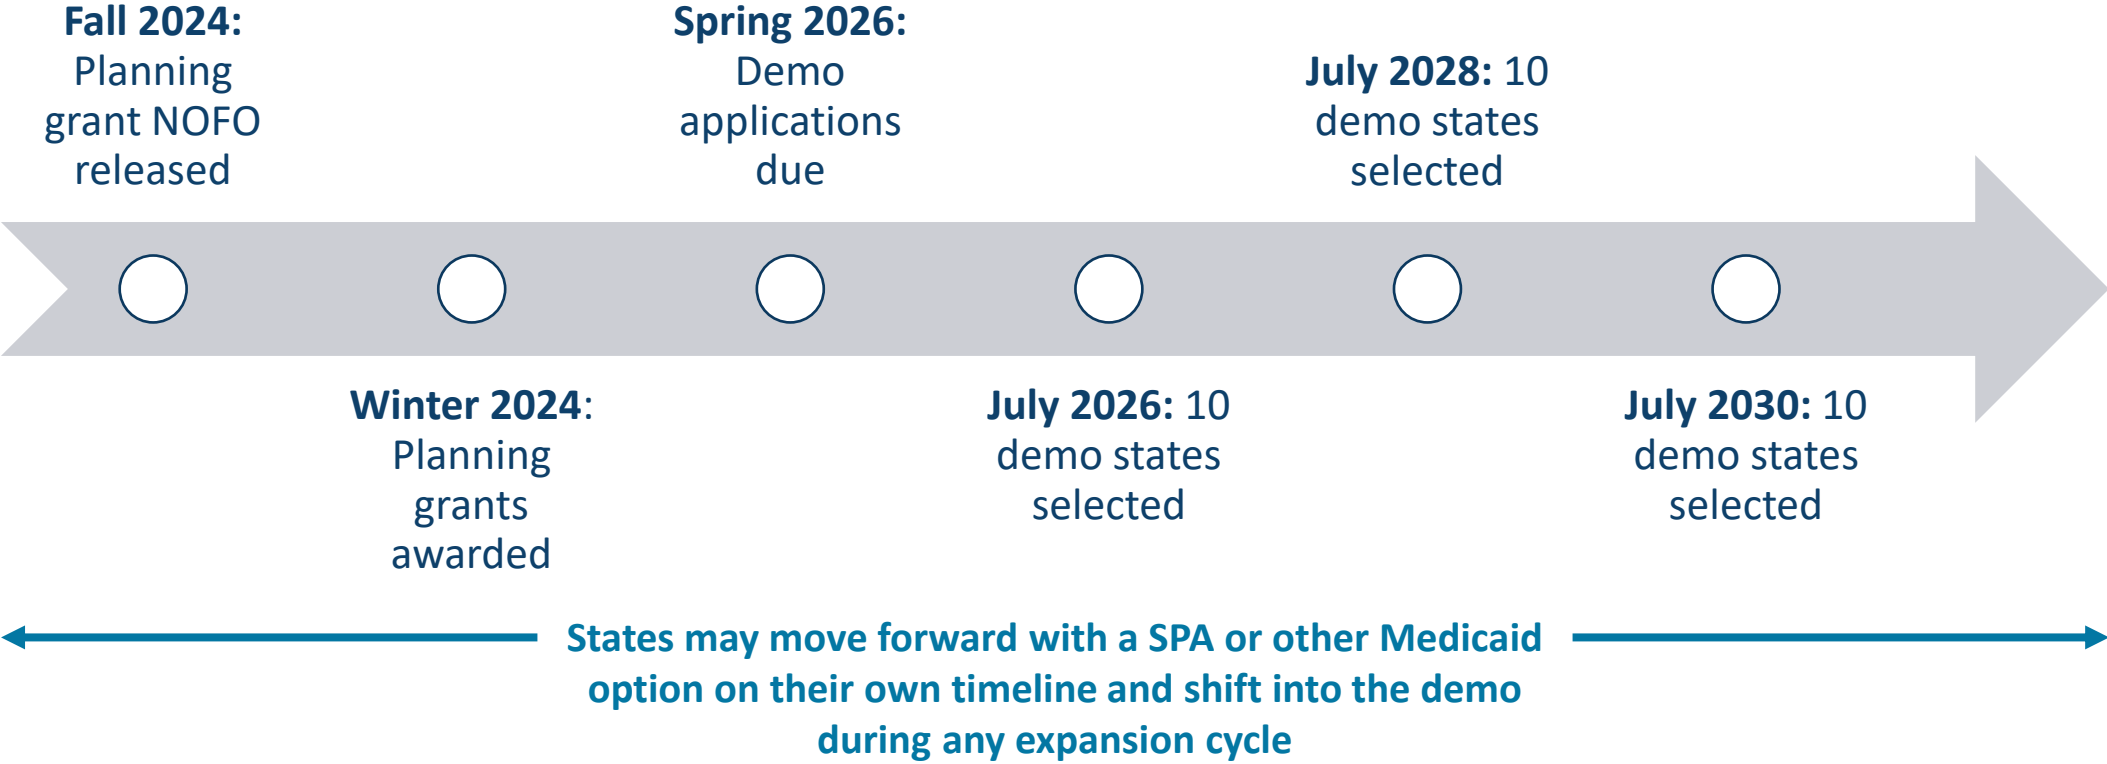 Fall 2024:
Planning
grant NOFO
released
Winter 2024:
Planning
grants
awarded
Spring 2026:
Demo
applications
due
July 2026: 10
demo states
selected
July 2028: 10
demo states
selected
July 2030: 10
demo states
selected
States may move forward with a SPA or other Medicaid
option on their own timeline and shift into the demo
during any expansion cycle